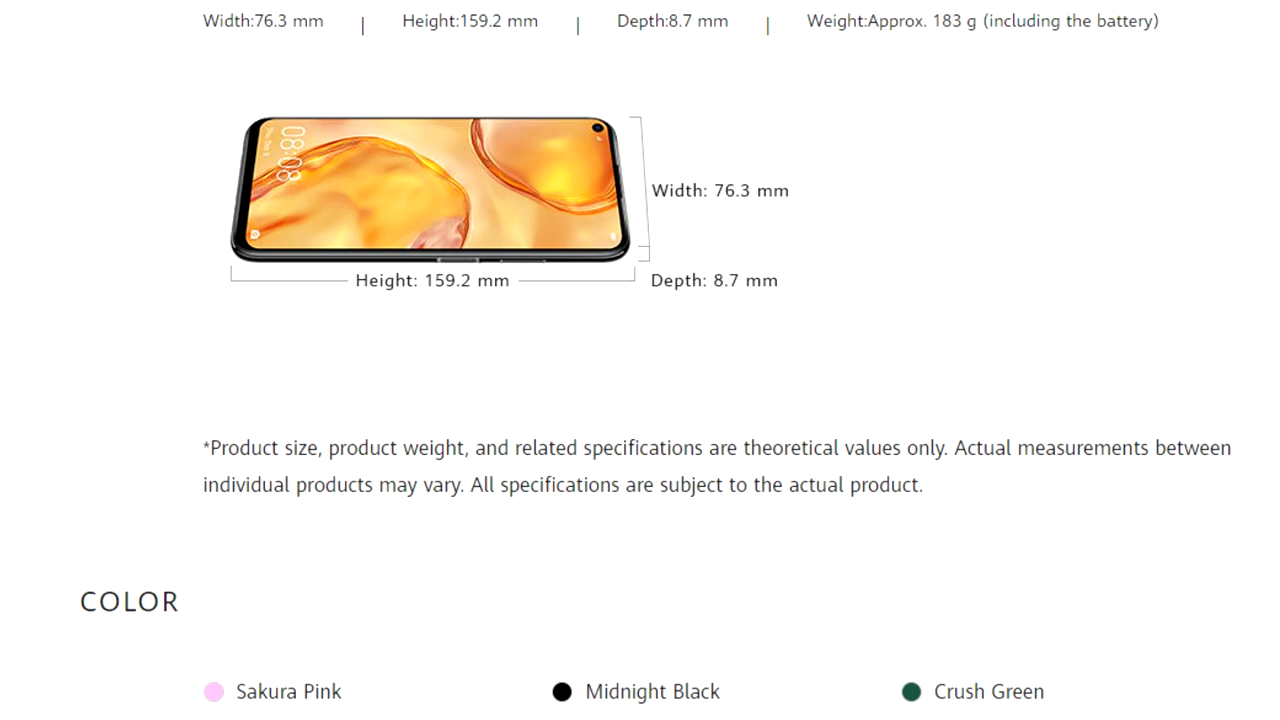 Width:76.3 mm | Height:159.2 mm | Depth:8.7 mm | Weight:Approx. 183 g (including the battery)
08:08
Width: 76.3 mm
Height: 159.2 mm
Depth: 8.7 mm
*Product size, product weight, and related specifications are theoretical values only. Actual measurements between
individual products may vary. All specifications are subject to the actual product.
COLOR
Sakura Pink
Midnight Black
Crush Green